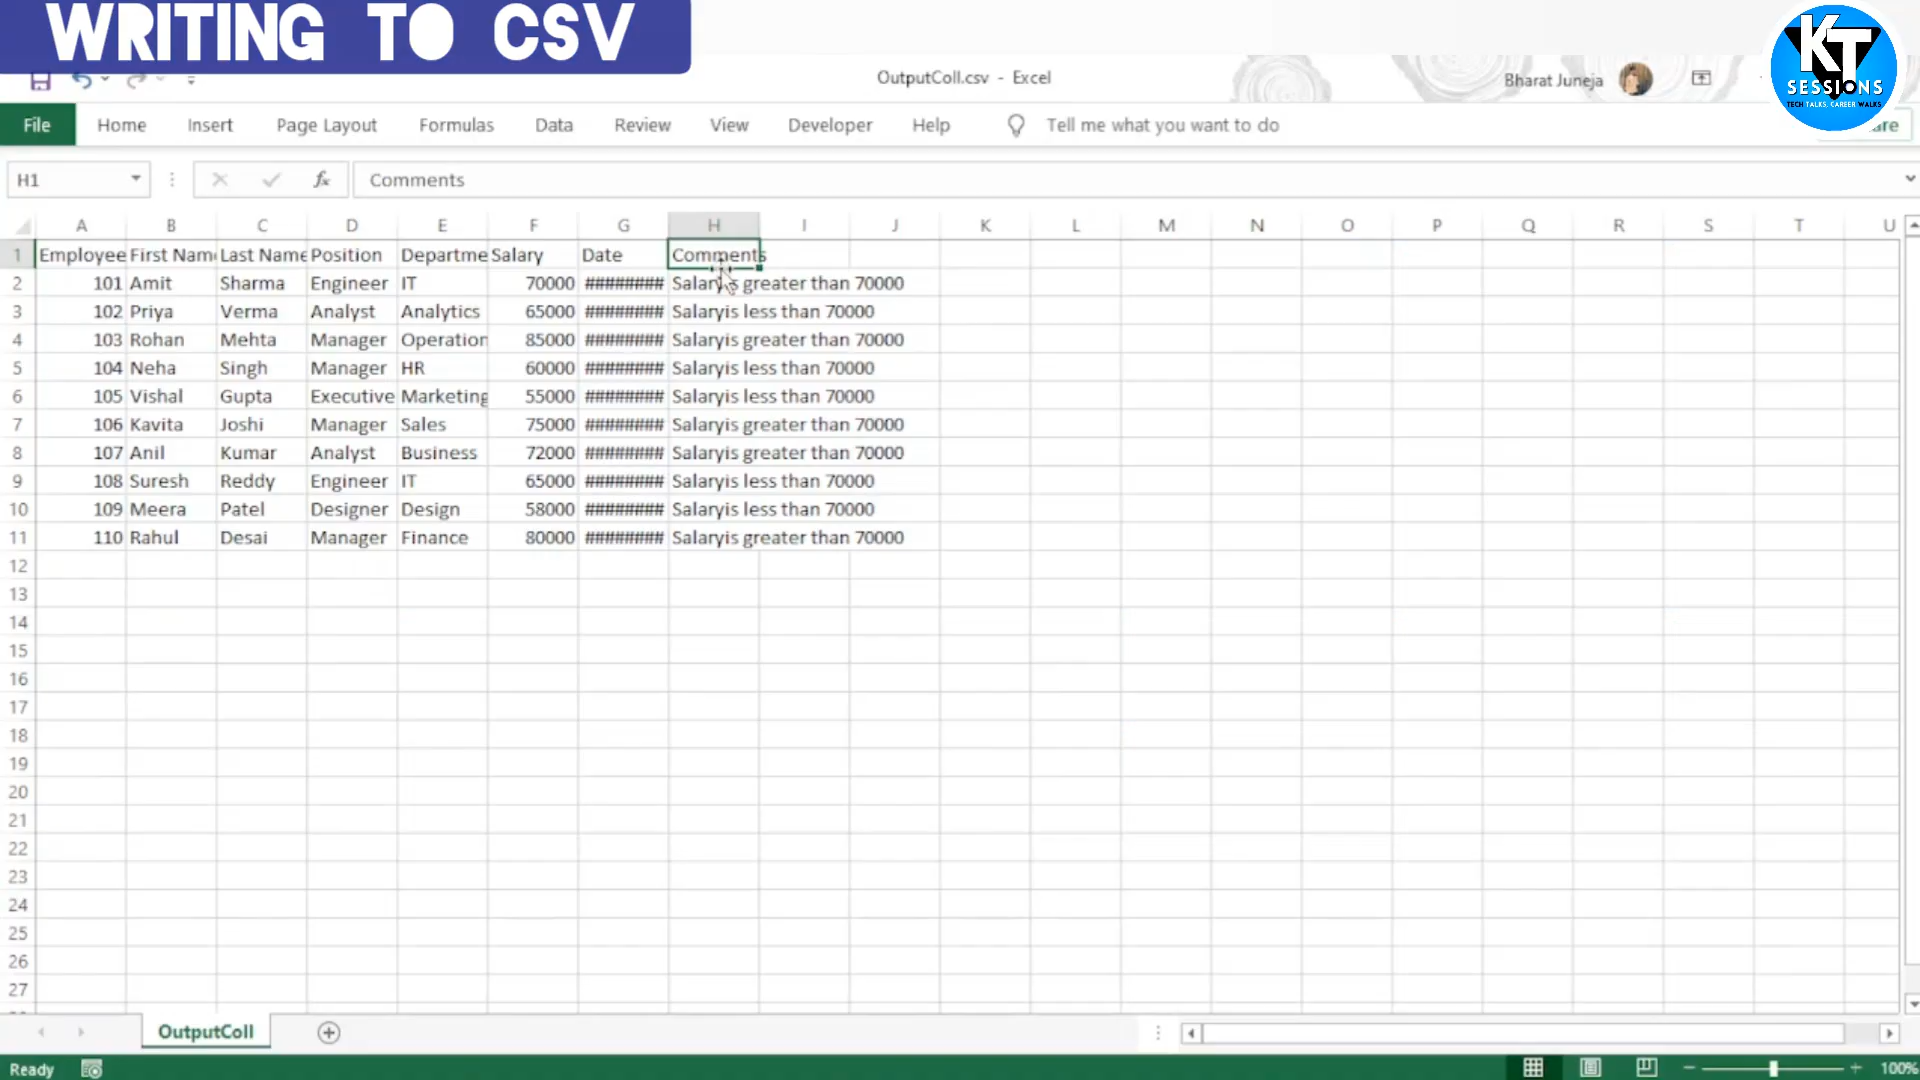 WRITING TO CSV
KT
SESSIONS
TECH TALKS, CAREER WALKS
OutputColl.csv - Excel
Bharat Juneja
File Home Insert Page Layout Formulas Data Review View Developer Help Tell me what you want to do are
H1 fx Comments
A B C D E F G H I J K L M N O P Q R S T U
1 Employee First Nam Last Name Position Departme Salary Date Comments
2 101 Amit Sharma Engineer IT 70000 ######## Salaryis greater than 70000
3 102 Priya Verma Analyst Analytics 65000 ######## Salaryis less than 70000
4 103 Rohan Mehta Manager Operation 85000 ######## Salaryis greater than 70000
5 104 Neha Singh Manager HR 60000 ######## Salaryis less than 70000
6 105 Vishal Gupta Executive Marketing 55000 ######## Salaryis less than 70000
7 106 Kavita Joshi Manager Sales 75000 ######## Salaryis greater than 70000
8 107 Anil Kumar Analyst Business 72000 ######## Salaryis greater than 70000
9 108 Suresh Reddy Engineer IT 65000 ######## Salaryis less than 70000
10 109 Meera Patel Designer Design 58000 ######## Salaryis less than 70000
11 110 Rahul Desai Manager Finance 80000 ######## Salaryis greater than 70000
12
13
14
15
16
17
18
19
20
21
22
23
24
25
26
27
OutputColl
Ready 100%